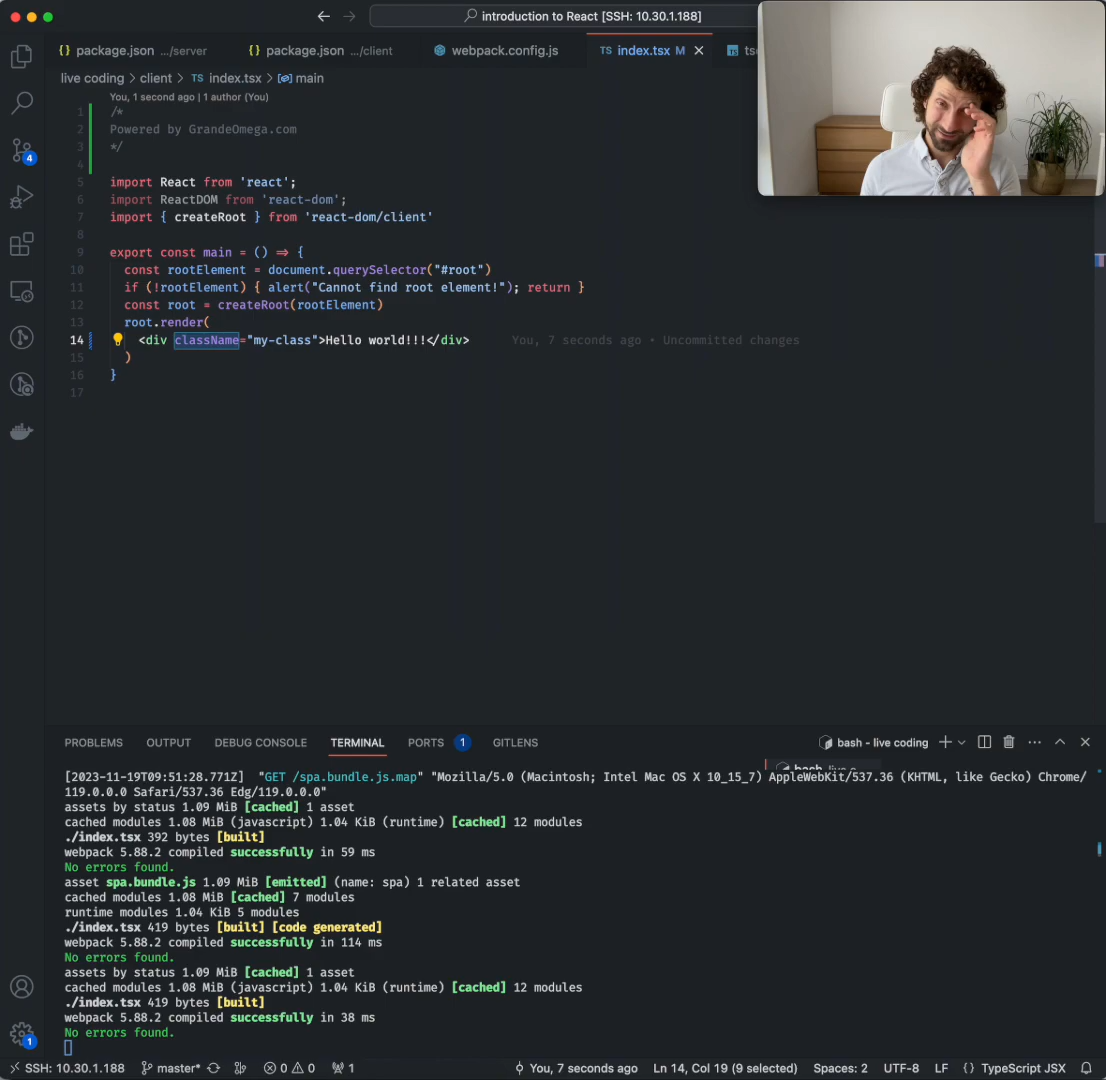 introduction to React [SSH: 10.30.1.188]
{} package.json .../server
{} package.json .../client
webpack.config.js
TS index.tsx M
TS
live coding > client > TS index.tsx > main
You, 1 second ago | 1 author (You)
1 /*
2 Powered by GrandeOmega.com
3 */
4
5 import React from 'react';
6 import ReactDOM from 'react-dom';
7 import { createRoot } from 'react-dom/client'
8
9 export const main = () => {
10 const rootElement = document.querySelector("#root")
11 if (!rootElement) { alert("Cannot find root element!"); return }
12 const root = createRoot(rootElement)
13 root.render(
14 <div className="my-class">Hello world!!!</div> You, 7 seconds ago • Uncommitted changes
15 )
16 }
17
4
PROBLEMS OUTPUT DEBUG CONSOLE TERMINAL PORTS 1 GITLENS
bash - live coding
[2023-11-19T09:51:28.771Z] "GET /spa.bundle.js.map" "Mozilla/5.0 (Macintosh; Intel Mac OS X 10_15_7) AppleWebKit/537.36 (KHTML, like Gecko) Chrome/
119.0.0.0 Safari/537.36 Edg/119.0.0.0"
assets by status 1.09 MiB [cached] 1 asset
cached modules 1.08 MiB (javascript) 1.04 KiB (runtime) [cached] 12 modules
./index.tsx 392 bytes [built]
webpack 5.88.2 compiled successfully in 59 ms
No errors found.
asset spa.bundle.js 1.09 MiB [emitted] (name: spa) 1 related asset
cached modules 1.08 MiB [cached] 7 modules
runtime modules 1.04 KiB 5 modules
./index.tsx 419 bytes [built] [code generated]
webpack 5.88.2 compiled successfully in 114 ms
No errors found.
assets by status 1.09 MiB [cached] 1 asset
cached modules 1.08 MiB (javascript) 1.04 KiB (runtime) [cached] 12 modules
./index.tsx 419 bytes [built]
webpack 5.88.2 compiled successfully in 38 ms
No errors found.
1
SSH: 10.30.1.188 master* 0 0 1 You, 7 seconds ago Ln 14, Col 19 (9 selected) Spaces: 2 UTF-8 LF {} TypeScript JSX